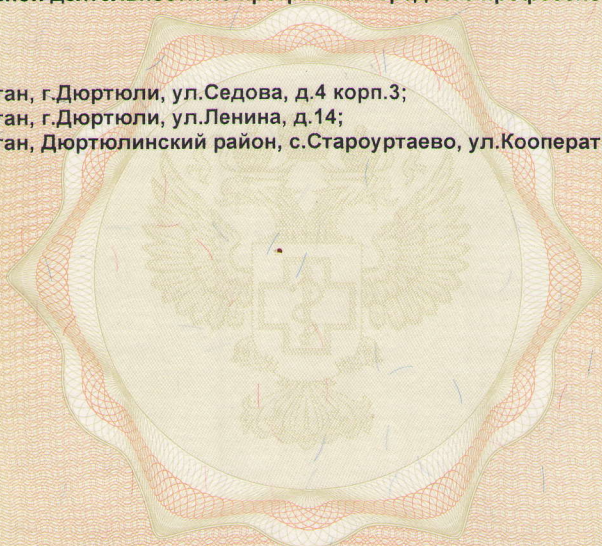 тан, г.Дюртюли, ул.Седова, д.4 корп.3;
тан, г.Дюртюли, ул.Ленина, д.14;
тан, Дюртюлинский район, с.Староуртаево, ул.Кооперат